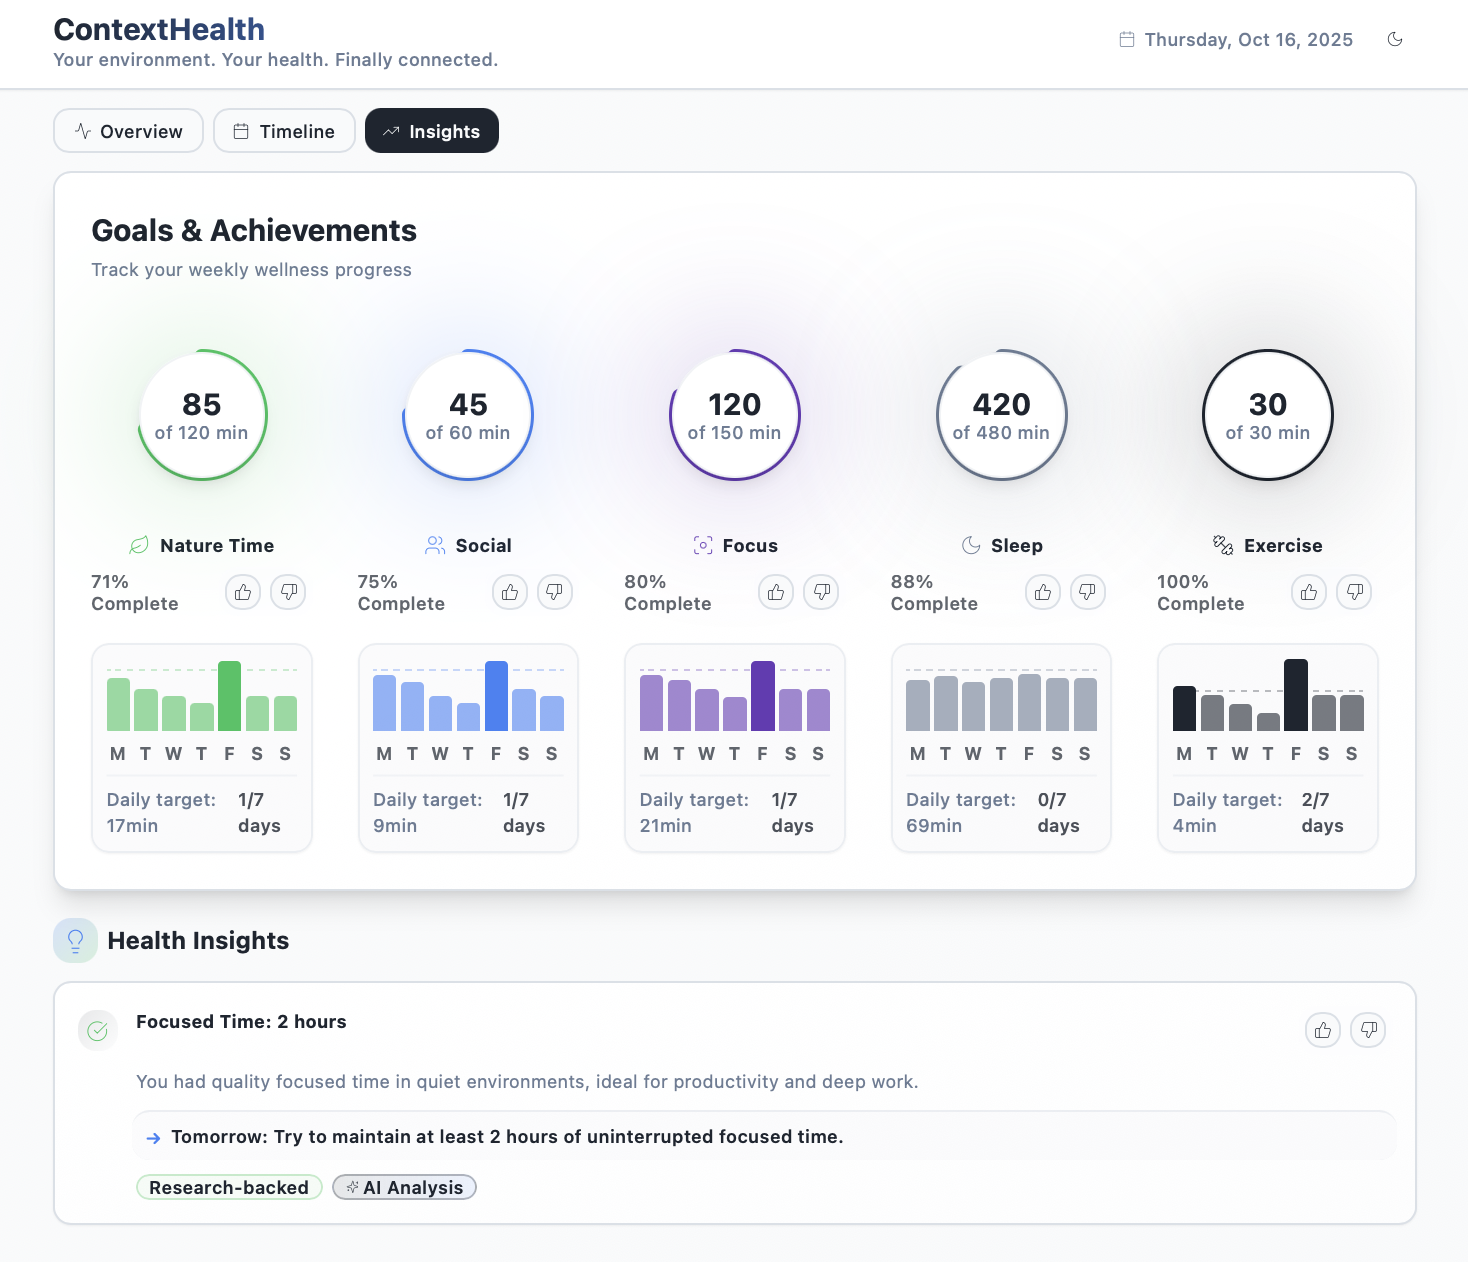 ContextHealth
Your environment. Your health. Finally connected.
Thursday, Oct 16, 2025
Overview
Timeline
Insights
Goals & Achievements
Track your weekly wellness progress
85
of 120 min
45
of 60 min
120
of 150 min
420
of 480 min
30
of 30 min
Nature Time
Social
Focus
Sleep
Exercise
71%
Complete
75%
Complete
80%
Complete
88%
Complete
100%
Complete
M T W T F S S
Daily target: 1/7
17min days
M T W T F S S
Daily target: 1/7
9min days
M T W T F S S
Daily target: 1/7
21min days
M T W T F S S
Daily target: 0/7
69min days
M T W T F S S
Daily target: 2/7
4min days
Health Insights
Focused Time: 2 hours
You had quality focused time in quiet environments, ideal for productivity and deep work.
→ Tomorrow: Try to maintain at least 2 hours of uninterrupted focused time.
Research-backed
AI Analysis